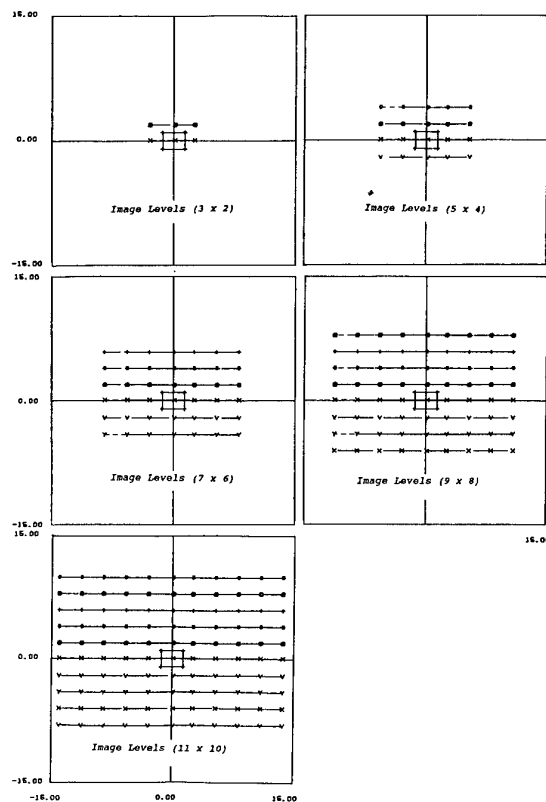 15.00
0.00
Image Levels (3 x 2)
Image Levels (5 x 4)
-15.00
15.00
0.00
Image Levels (7 x 6)
Image Levels (9 x 8)
-15.00
15.00
15.00
0.00
Image Levels (11 x 10)
-15.00
-15.00
0.00
15.00